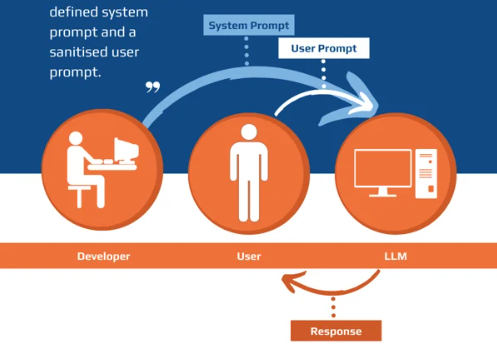 defined system
prompt and a
sanitised user
prompt.
”
System Prompt
User Prompt
Developer
User
LLM
Response